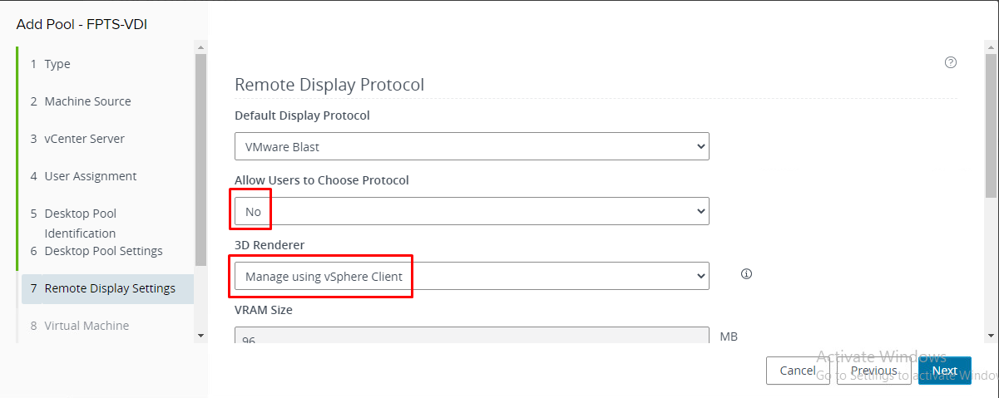 Add Pool - FPTS-VDI
1 Type
2 Machine Source
3 vCenter Server
4 User Assignment
5 Desktop Pool
Identification
6 Desktop Pool Settings
7 Remote Display Settings
8 Virtual Machine
Remote Display Protocol
Default Display Protocol
VMware Blast
Allow Users to Choose Protocol
No
3D Renderer
Manage using vSphere Client
VRAM Size
96
MB
Activate Windows
Go to Settings to activate Window
Cancel
Previous
Next